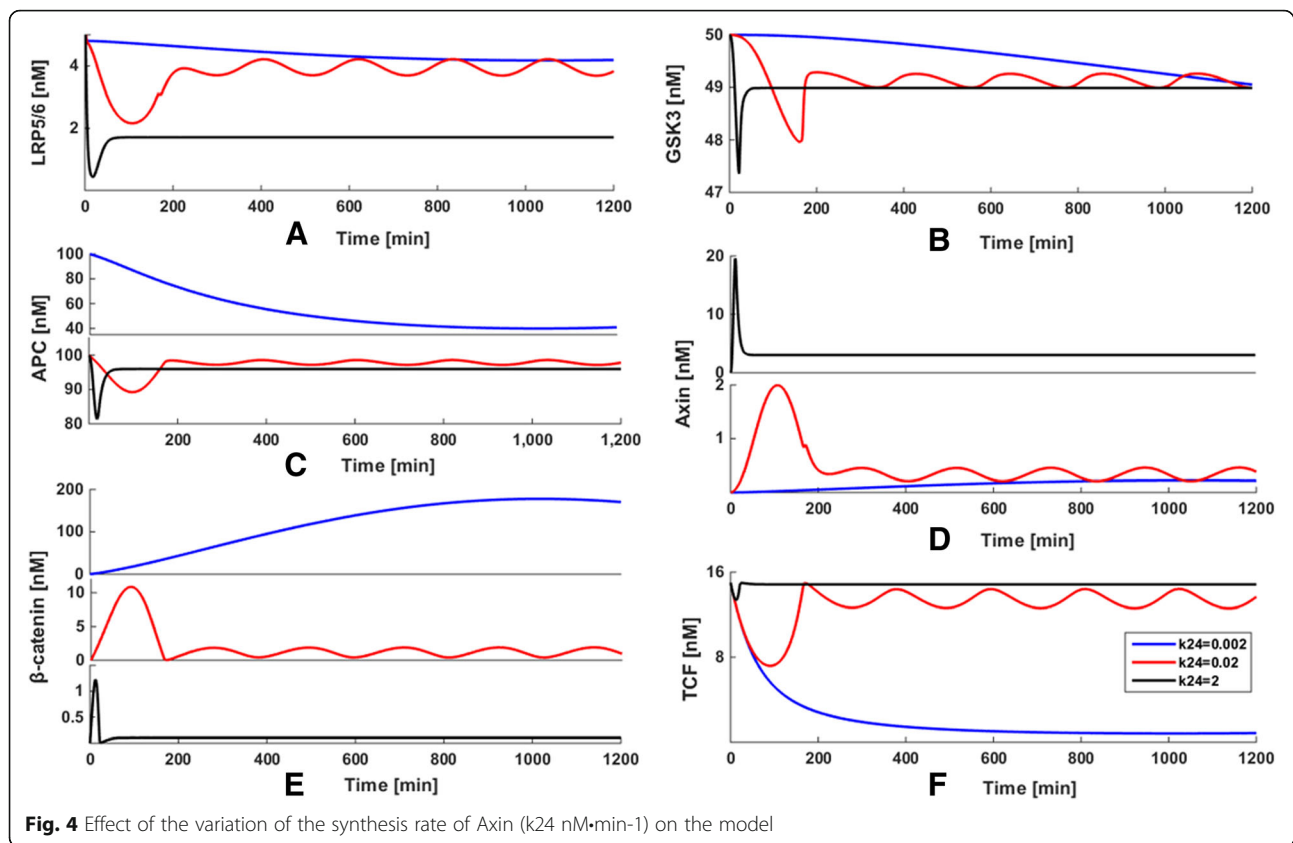 LRP5/6 [nM]
4
2
0 200 400 600 800 1000 1200
A Time [min]
GSK3 [nM]
50
49
48
47
0 200 400 600 800 1000 1200
B Time [min]
APC [nM]
100
80
60
40
100
90
80
200 400 600 800 1,000 1,200
C Time [min]
Axin [nM]
20
10
0
2
1
0 200 400 600 800 1000 1200
D Time [min]
β-catenin [nM]
200
100
0
10
5
0
1
0.5
0 200 400 600 800 1000 1200
E Time [min]
TCF [nM]
16
8
k24=0.002
k24=0.02
k24=2
0 200 400 600 800 1000 1200
F Time [min]
Fig. 4 Effect of the variation of the synthesis rate of Axin (k24 nM•min-1) on the model